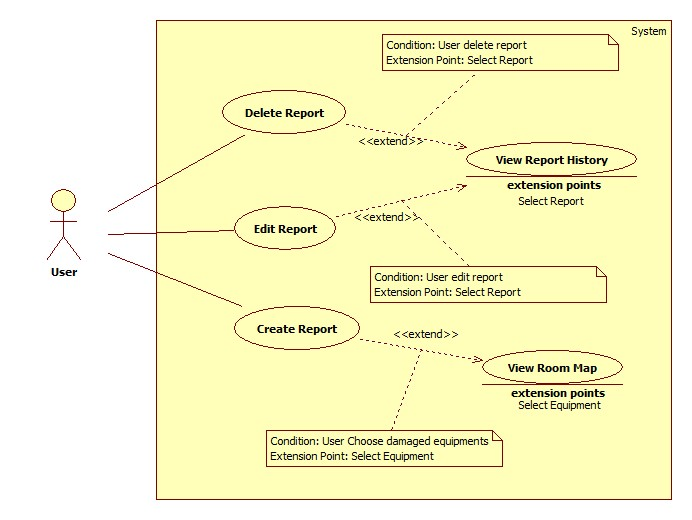 System
Condition: User delete report
Extension Point: Select Report
Delete Report
<<extend>>
View Report History
extension points
Select Report
<<extend>>
Edit Report
User
Condition: User edit report
Extension Point: Select Report
Create Report
<<extend>>
View Room Map
extension points
Select Equipment
Condition: User Choose damaged equipments
Extension Point: Select Equipment